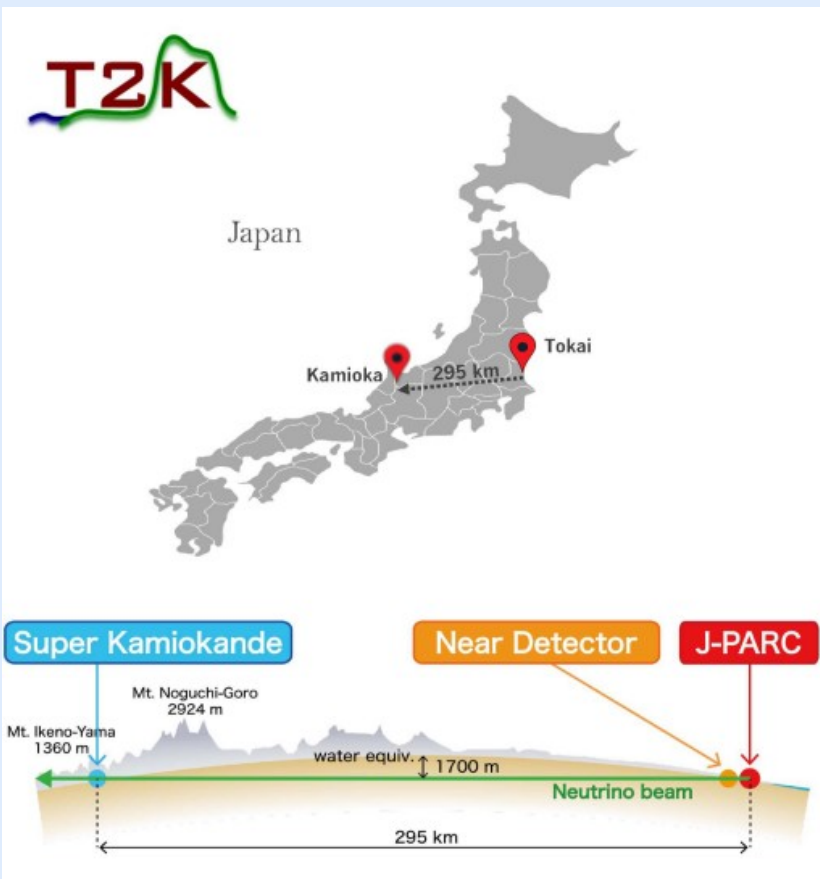 T2K
Japan
Tokai
Kamioka
295 km
Super Kamiokande
Near Detector
J-PARC
Mt. Noguchi-Goro
2924 m
Mt. Ikeno-Yama
1360 m
water equiv.
1700 m
Neutrino beam
295 km